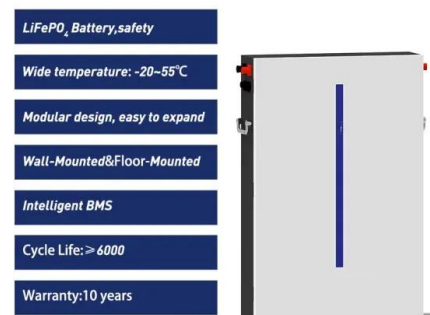 LiFePO₄ Battery,safety
Wide temperature: -20~55℃
Modular design, easy to expand
Wall-Mounted&Floor-Mounted
Intelligent BMS
Cycle Life:≥6000
Warranty:10 years